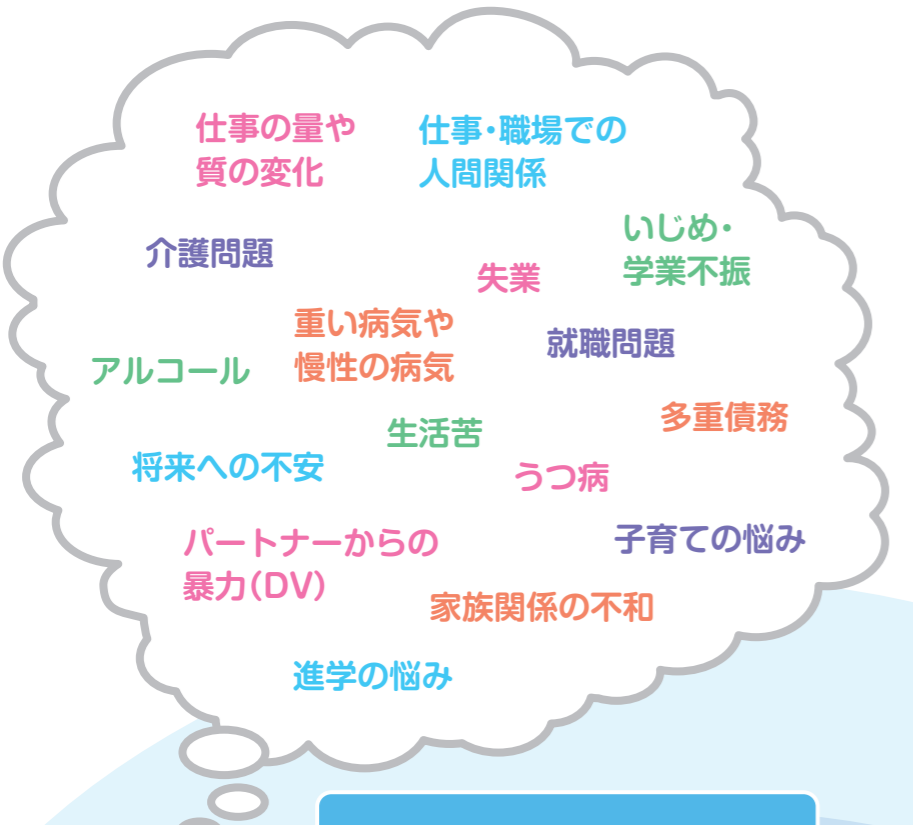 仕事の量や
質の変化
仕事・職場での
人間関係
いじめ・
学業不振
介護問題
失業
重い病気や
慢性の病気
就職問題
アルコール
多重債務
生活苦
将来への不安
うつ病
パートナーからの
暴力(DV)
子育ての悩み
家族関係の不和
進学の悩み